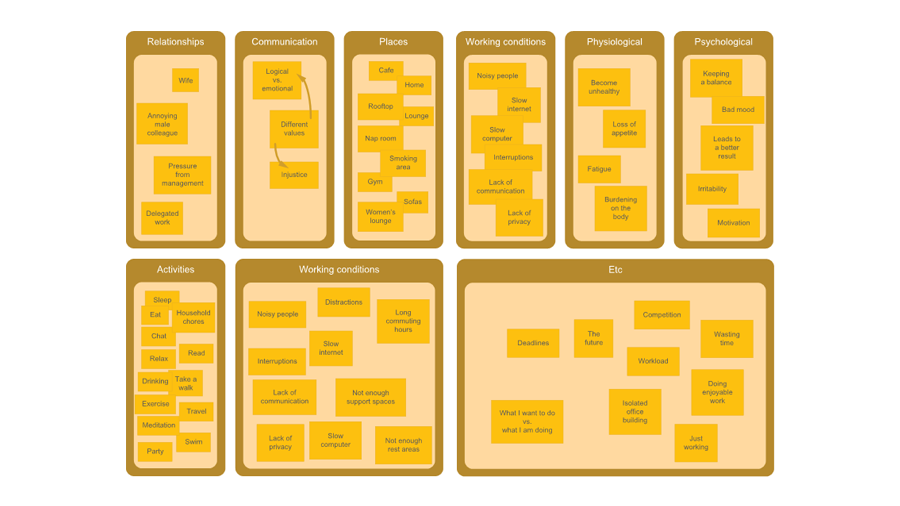 Relationships
Wife
Annoying
male
colleague
Pressure
from
management
Delegated
work
Communication
Logical
vs.
emotional
Different
values
Injustice
Places
Cafe
Home
Rooftop
Lounge
Nap room
Smoking
area
Gym
Sofas
Women's
lounge
Working conditions
Noisy people
Slow
internet
Slow
computer
Interruptions
Lack of
communication
Lack of
privacy
Physiological
Become
unhealthy
Loss of
appetite
Fatigue
Burdening
on the
body
Psychological
Keeping
a balance
Bad mood
Leads to
a better
result
Irritability
Motivation
Activities
Sleep
Eat
Household
chores
Chat
Relax
Read
Drinking
Take a
walk
Exercise
Travel
Meditation
Swim
Party
Working conditions
Noisy people
Distractions
Long
commuting
hours
Interruptions
Slow
internet
Lack of
communication
Not enough
support spaces
Lack of
privacy
Slow
computer
Not enough
rest areas
Etc
Deadlines
The
future
Competition
Wasting
time
Workload
Doing
enjoyable
work
What I want to do
vs.
what I am doing
Isolated
office
building
Just
working